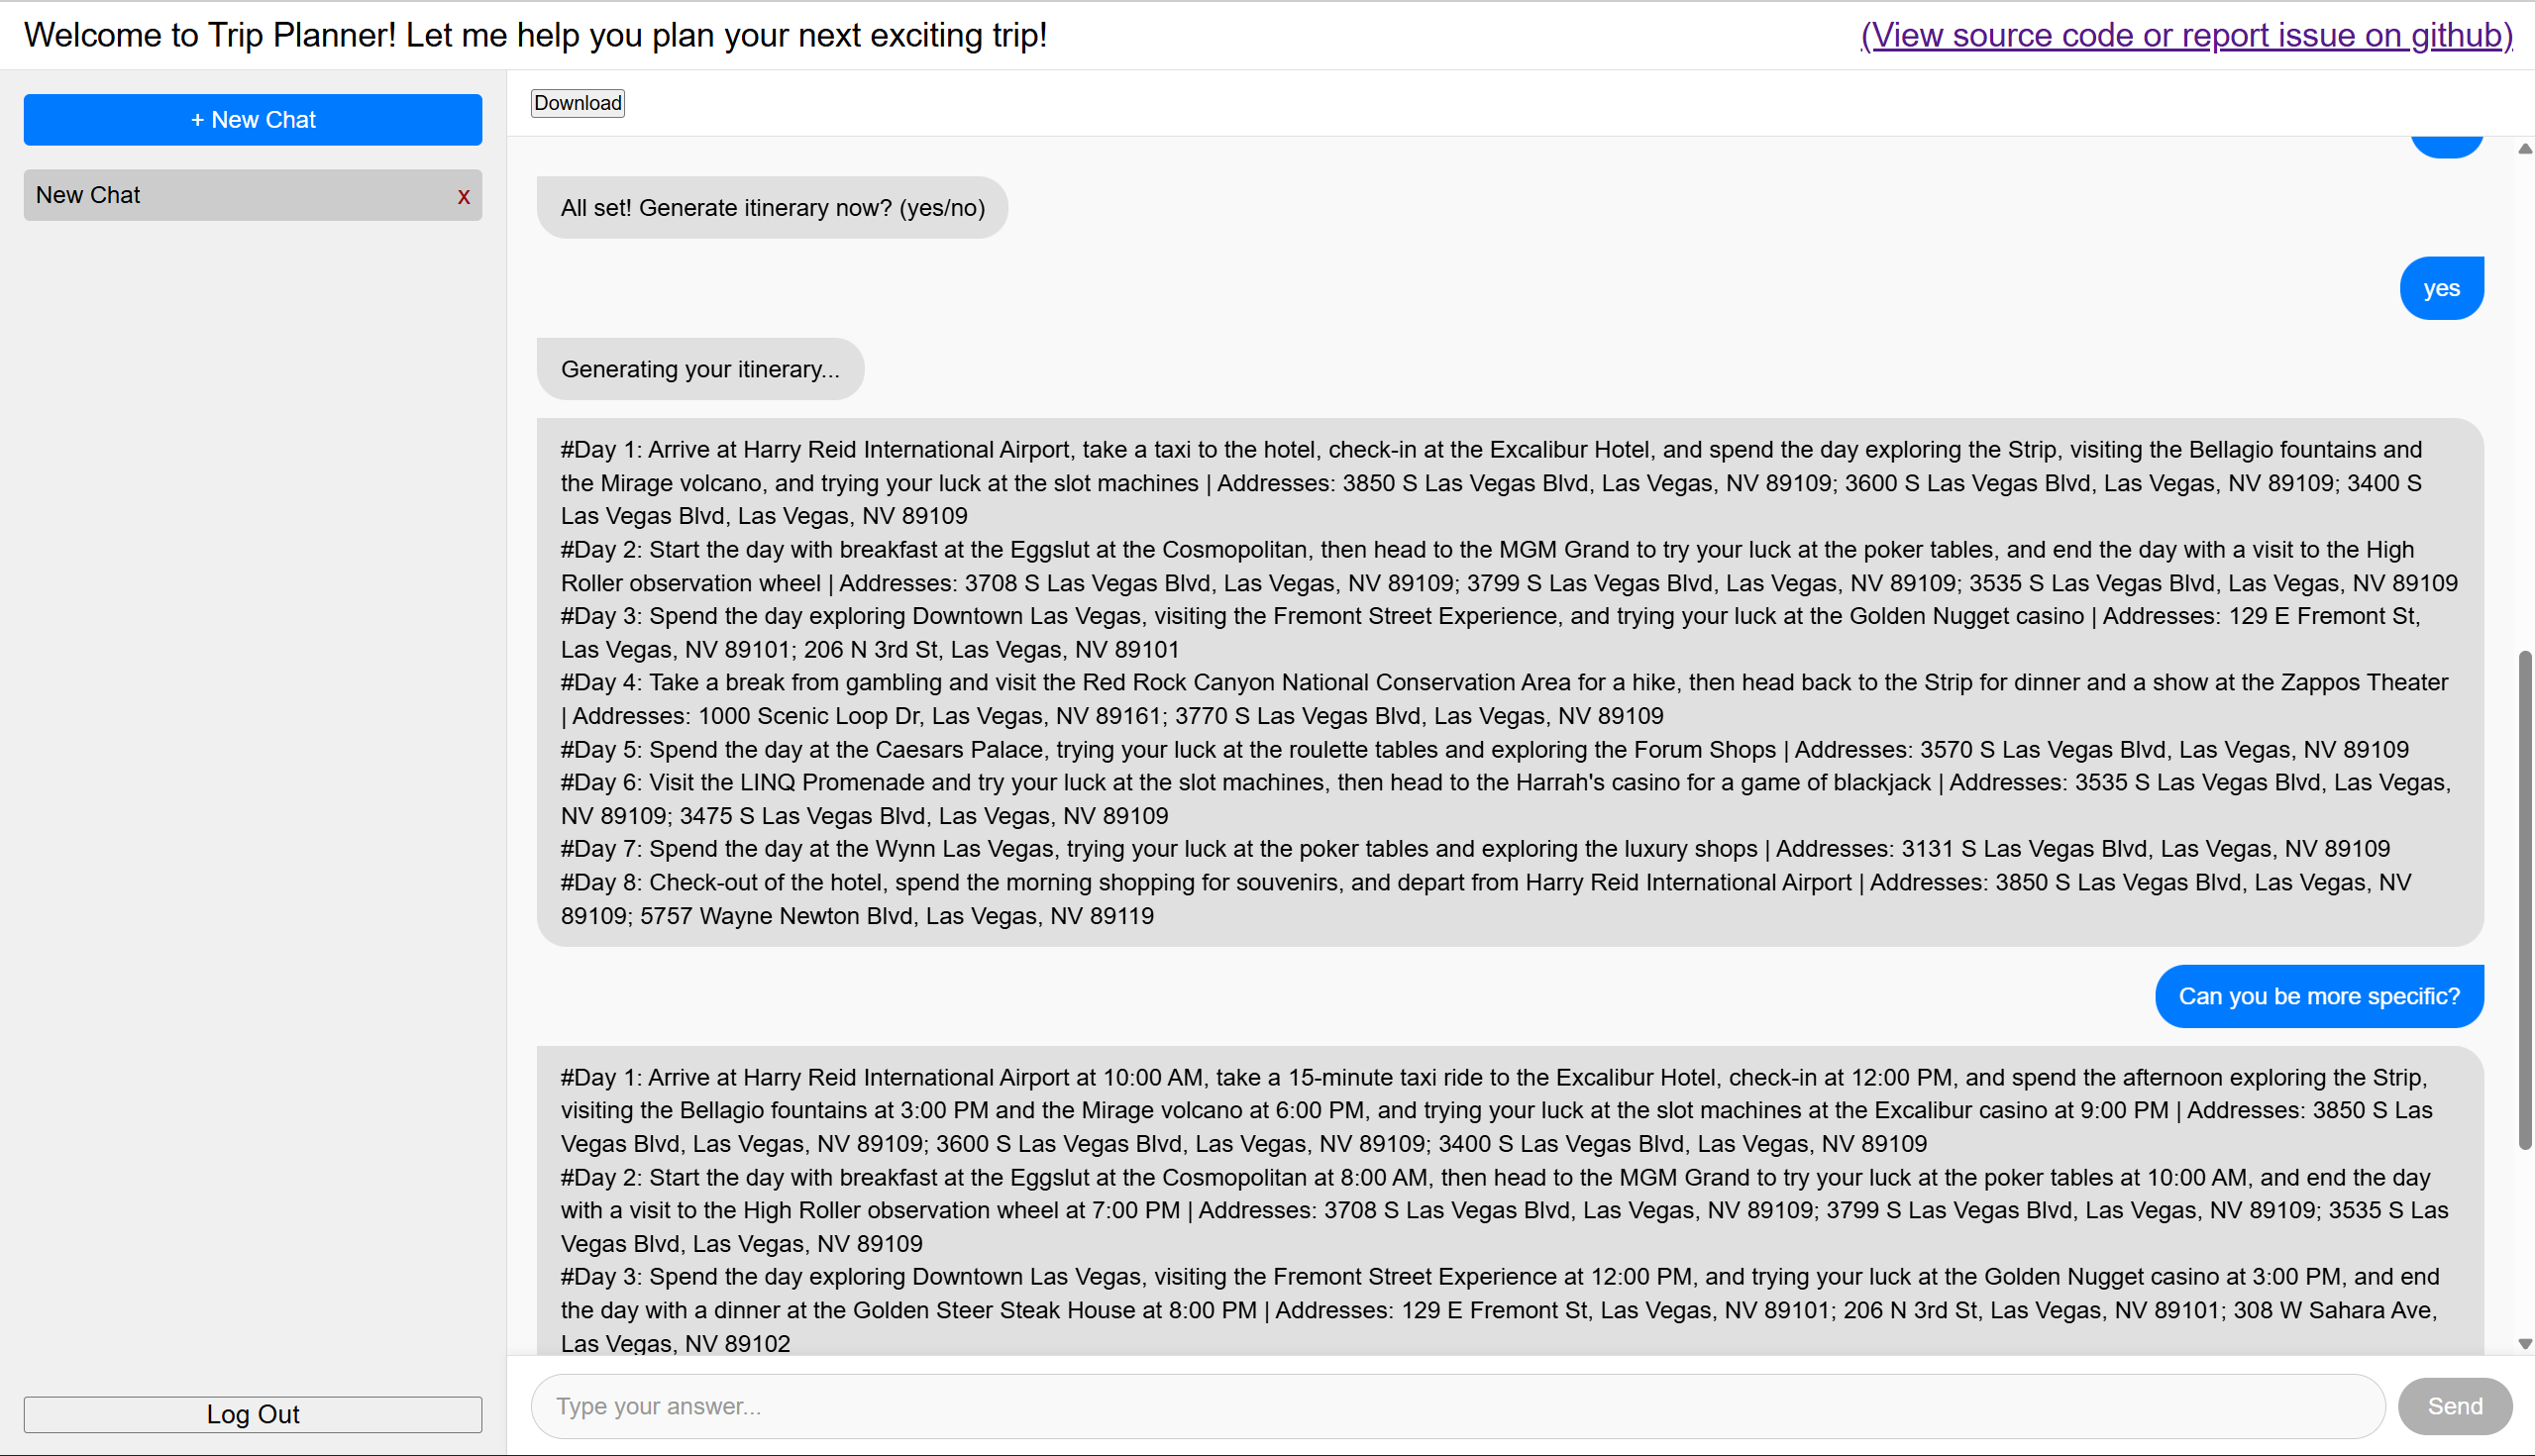 Welcome to Trip Planner! Let me help you plan your next exciting trip!
(View source code or report issue on github)
+ New Chat
New Chat
x
Log Out
Download
All set! Generate itinerary now? (yes/no)
yes
Generating your itinerary...
#Day 1: Arrive at Harry Reid International Airport, take a taxi to the hotel, check-in at the Excalibur Hotel, and spend the day exploring the Strip, visiting the Bellagio fountains and
the Mirage volcano, and trying your luck at the slot machines | Addresses: 3850 S Las Vegas Blvd, Las Vegas, NV 89109; 3600 S Las Vegas Blvd, Las Vegas, NV 89109; 3400 S
Las Vegas Blvd, Las Vegas, NV 89109
#Day 2: Start the day with breakfast at the Eggslut at the Cosmopolitan, then head to the MGM Grand to try your luck at the poker tables, and end the day with a visit to the High
Roller observation wheel | Addresses: 3708 S Las Vegas Blvd, Las Vegas, NV 89109; 3799 S Las Vegas Blvd, Las Vegas, NV 89109; 3535 S Las Vegas Blvd, Las Vegas, NV 89109
#Day 3: Spend the day exploring Downtown Las Vegas, visiting the Fremont Street Experience, and trying your luck at the Golden Nugget casino | Addresses: 129 E Fremont St,
Las Vegas, NV 89101; 206 N 3rd St, Las Vegas, NV 89101
#Day 4: Take a break from gambling and visit the Red Rock Canyon National Conservation Area for a hike, then head back to the Strip for dinner and a show at the Zappos Theater
| Addresses: 1000 Scenic Loop Dr, Las Vegas, NV 89161; 3770 S Las Vegas Blvd, Las Vegas, NV 89109
#Day 5: Spend the day at the Caesars Palace, trying your luck at the roulette tables and exploring the Forum Shops | Addresses: 3570 S Las Vegas Blvd, Las Vegas, NV 89109
#Day 6: Visit the LINQ Promenade and try your luck at the slot machines, then head to the Harrah's casino for a game of blackjack | Addresses: 3535 S Las Vegas Blvd, Las Vegas,
NV 89109; 3475 S Las Vegas Blvd, Las Vegas, NV 89109
#Day 7: Spend the day at the Wynn Las Vegas, trying your luck at the poker tables and exploring the luxury shops | Addresses: 3131 S Las Vegas Blvd, Las Vegas, NV 89109
#Day 8: Check-out of the hotel, spend the morning shopping for souvenirs, and depart from Harry Reid International Airport | Addresses: 3850 S Las Vegas Blvd, Las Vegas, NV
89109; 5757 Wayne Newton Blvd, Las Vegas, NV 89119
Can you be more specific?
#Day 1: Arrive at Harry Reid International Airport at 10:00 AM, take a 15-minute taxi ride to the Excalibur Hotel, check-in at 12:00 PM, and spend the afternoon exploring the Strip,
visiting the Bellagio fountains at 3:00 PM and the Mirage volcano at 6:00 PM, and trying your luck at the slot machines at the Excalibur casino at 9:00 PM | Addresses: 3850 S Las
Vegas Blvd, Las Vegas, NV 89109; 3600 S Las Vegas Blvd, Las Vegas, NV 89109; 3400 S Las Vegas Blvd, Las Vegas, NV 89109
#Day 2: Start the day with breakfast at the Eggslut at the Cosmopolitan at 8:00 AM, then head to the MGM Grand to try your luck at the poker tables at 10:00 AM, and end the day
with a visit to the High Roller observation wheel at 7:00 PM | Addresses: 3708 S Las Vegas Blvd, Las Vegas, NV 89109; 3799 S Las Vegas Blvd, Las Vegas, NV 89109; 3535 S Las
Vegas Blvd, Las Vegas, NV 89109
#Day 3: Spend the day exploring Downtown Las Vegas, visiting the Fremont Street Experience at 12:00 PM, and trying your luck at the Golden Nugget casino at 3:00 PM, and end
the day with a dinner at the Golden Steer Steak House at 8:00 PM | Addresses: 129 E Fremont St, Las Vegas, NV 89101; 206 N 3rd St, Las Vegas, NV 89101; 308 W Sahara Ave,
Las Vegas, NV 89102
Type your answer...
Send